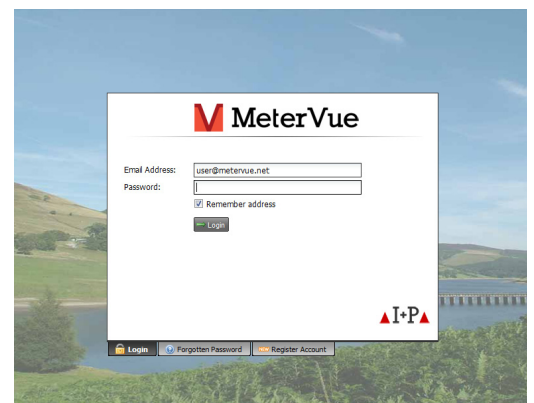 MeterVue
Email Address: user@metervue.net
Password:
Remember address
Login
I+P
Login Forgotten Password Register Account